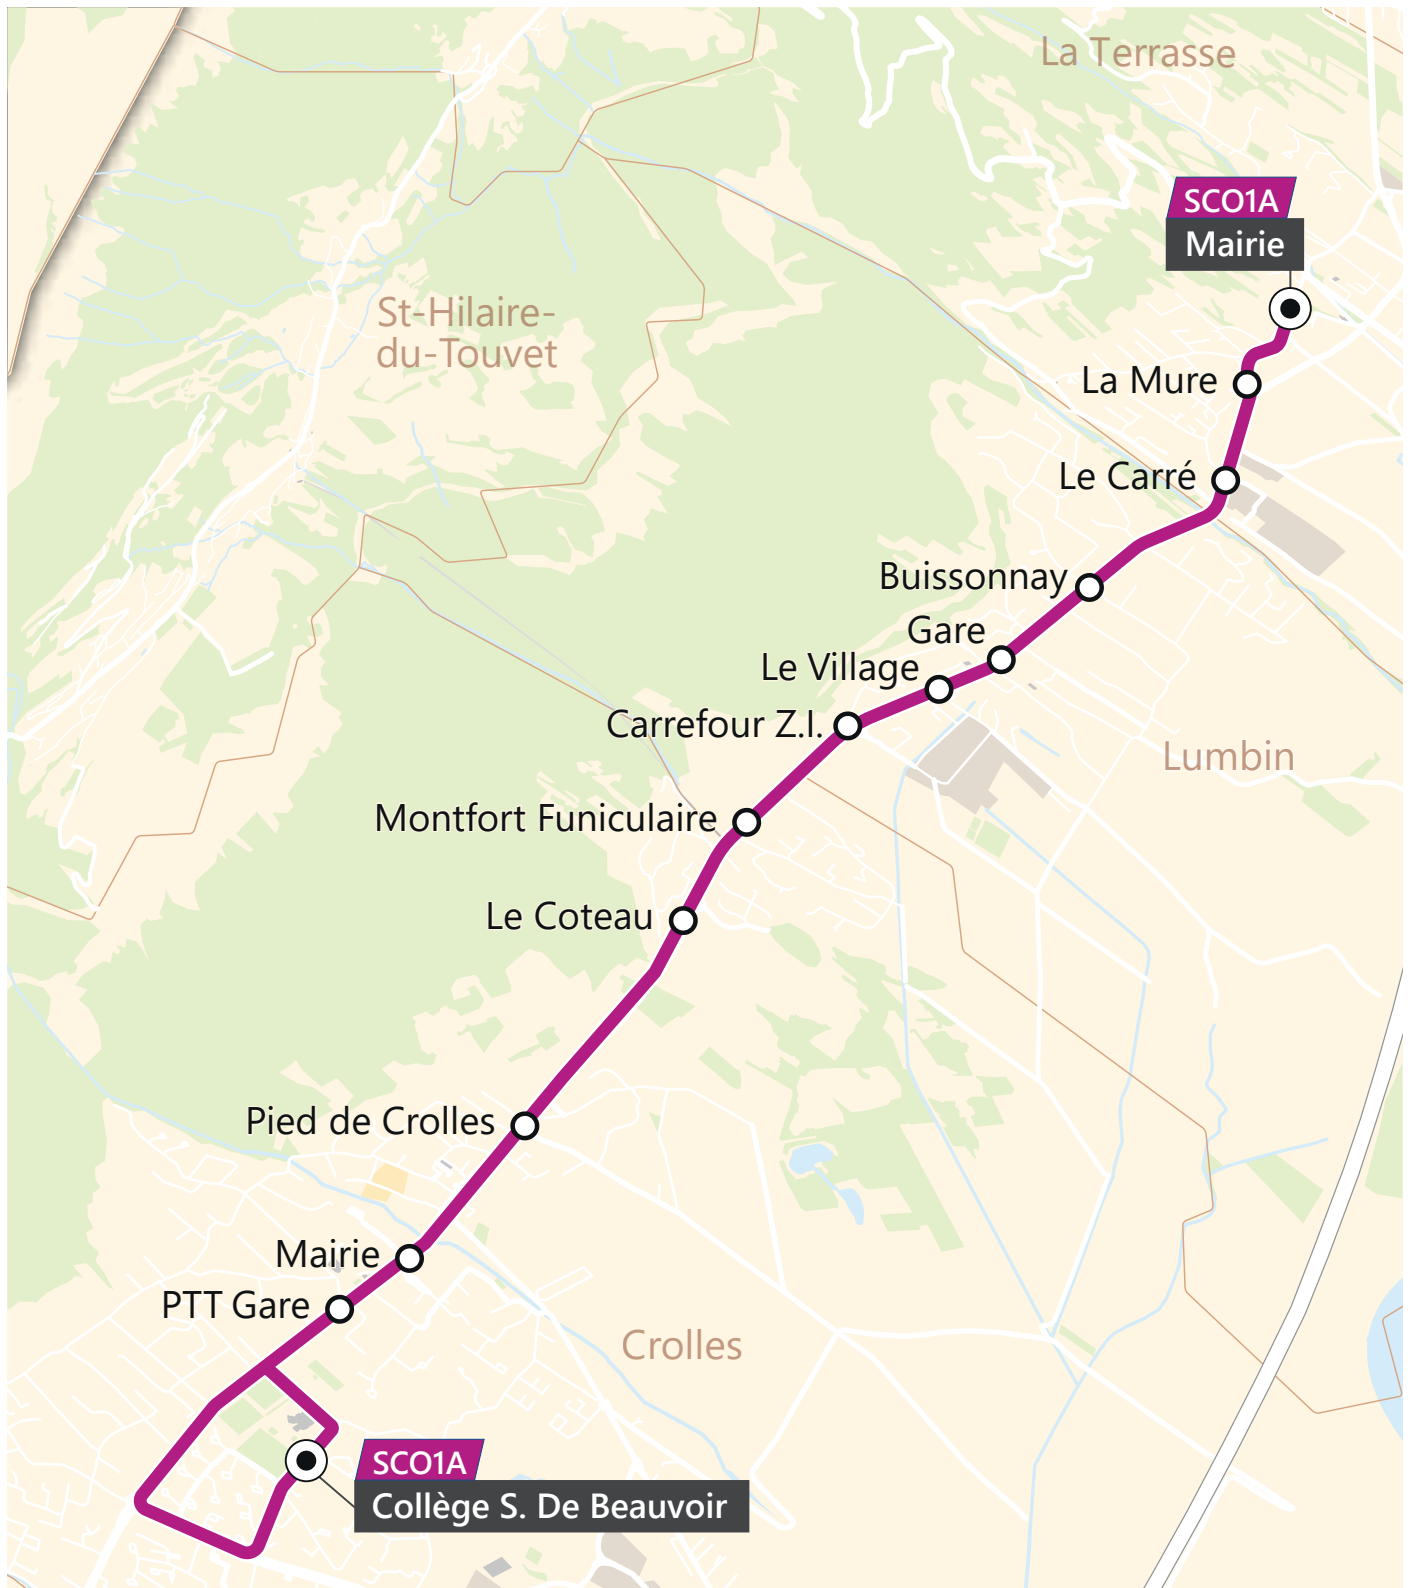 La Terrasse
SCO1A
Mairie
St-Hilaire-
du-Touvet
La Mure
Le Carré
Buissonnay
Gare
Le Village
Carrefour Z.I.
Lumbin
Montfort Funiculaire
Le Coteau
Pied de Crolles
Mairie
PTT Gare
Crolles
SCO1A
Collège S. De Beauvoir